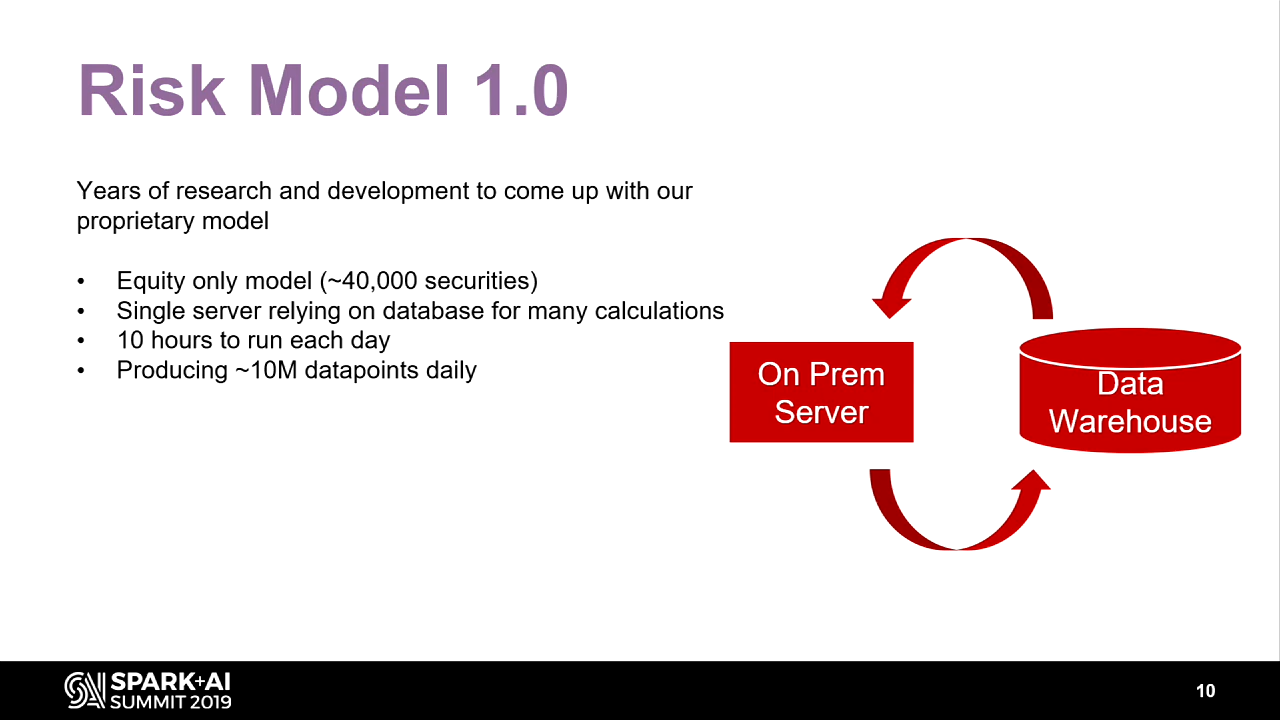 Risk Model 1.0
Years of research and development to come up with our
proprietary model
• Equity only model (~40,000 securities)
• Single server relying on database for many calculations
• 10 hours to run each day
• Producing ~10M datapoints daily
On Prem
Server
Data
Warehouse
SPARK+AI
SUMMIT 2019
10